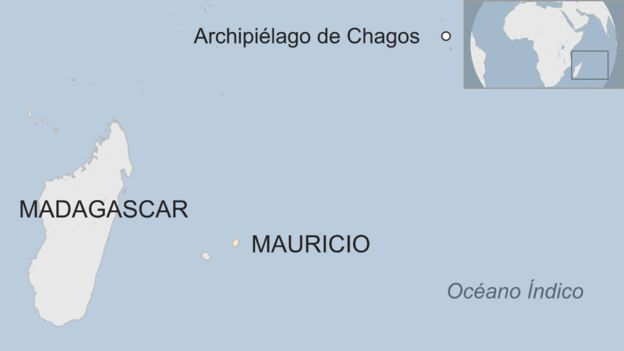 Archipiélago de Chagos
MADAGASCAR
MAURICIO
Océano Índico